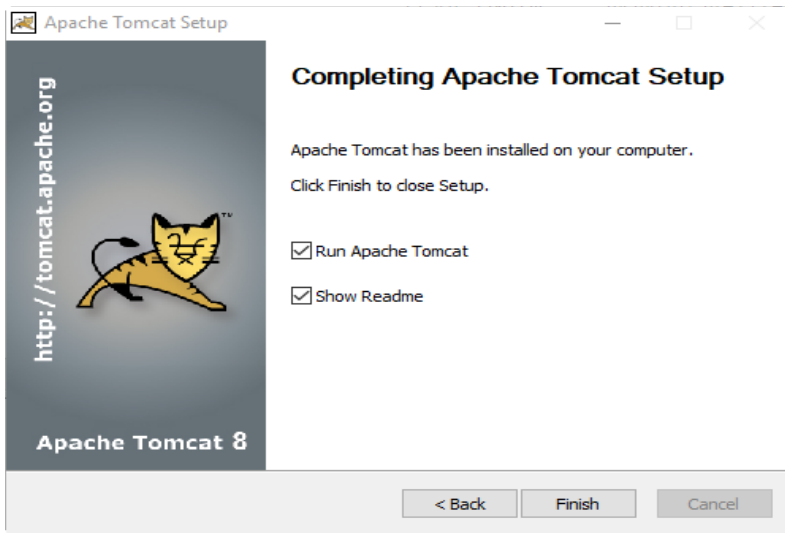 Apache Tomcat Setup
http://tomcat.apache.org
TM
Apache Tomcat 8
Completing Apache Tomcat Setup
Apache Tomcat has been installed on your computer.
Click Finish to close Setup.
Run Apache Tomcat
Show Readme
< Back
Finish
Cancel